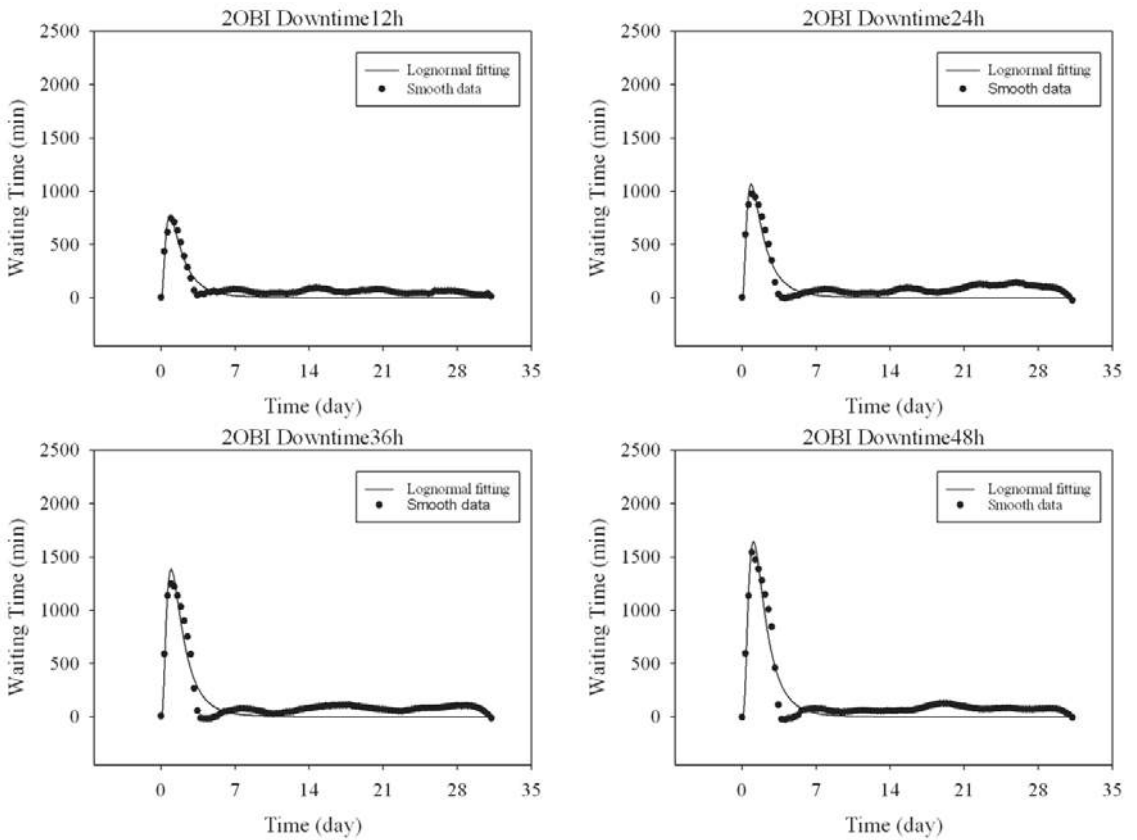 2OBI Downtime12h
2500
2000
1500
1000
500
0
Waiting Time (min)
Lognormal fitting
Smooth data
0 7 14 21 28 35
Time (day)
2OBI Downtime24h
2500
2000
1500
1000
500
0
Waiting Time (min)
Lognormal fitting
Smooth data
0 7 14 21 28 35
Time (day)
2OBI Downtime36h
2500
2000
1500
1000
500
0
Waiting Time (min)
Lognormal fitting
Smooth data
0 7 14 21 28 35
Time (day)
2OBI Downtime48h
2500
2000
1500
1000
500
0
Waiting Time (min)
Lognormal fitting
Smooth data
0 7 14 21 28 35
Time (day)